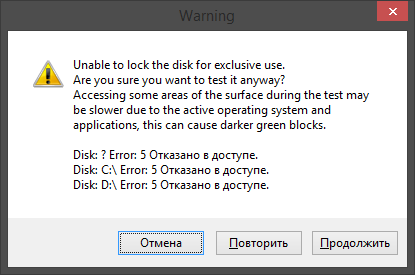 Warning
Unable to lock the disk for exclusive use.
Are you sure you want to test it anyway?
Accessing some areas of the surface during the test may
be slower due to the active operating system and
applications, this can cause darker green blocks.
Disk: ? Error: 5 Отказано в доступе.
Disk: C:\ Error: 5 Отказано в доступе.
Disk: D:\ Error: 5 Отказано в доступе.
Отмена Повторить Продолжить